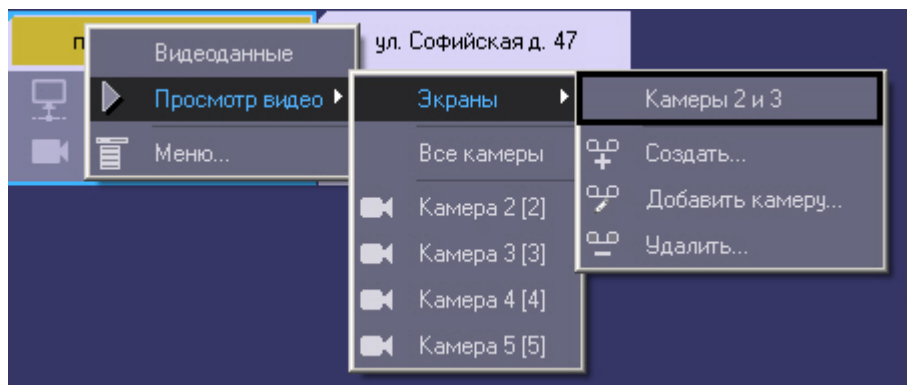 п
ул. Софийская д. 47
Видеоданные
Просмотр видео
Меню...
Экраны
Все камеры
Камера 2 [2]
Камера 3 [3]
Камера 4 [4]
Камера 5 [5]
Камеры 2 и 3
Создать...
Добавить камеру...
Удалить...